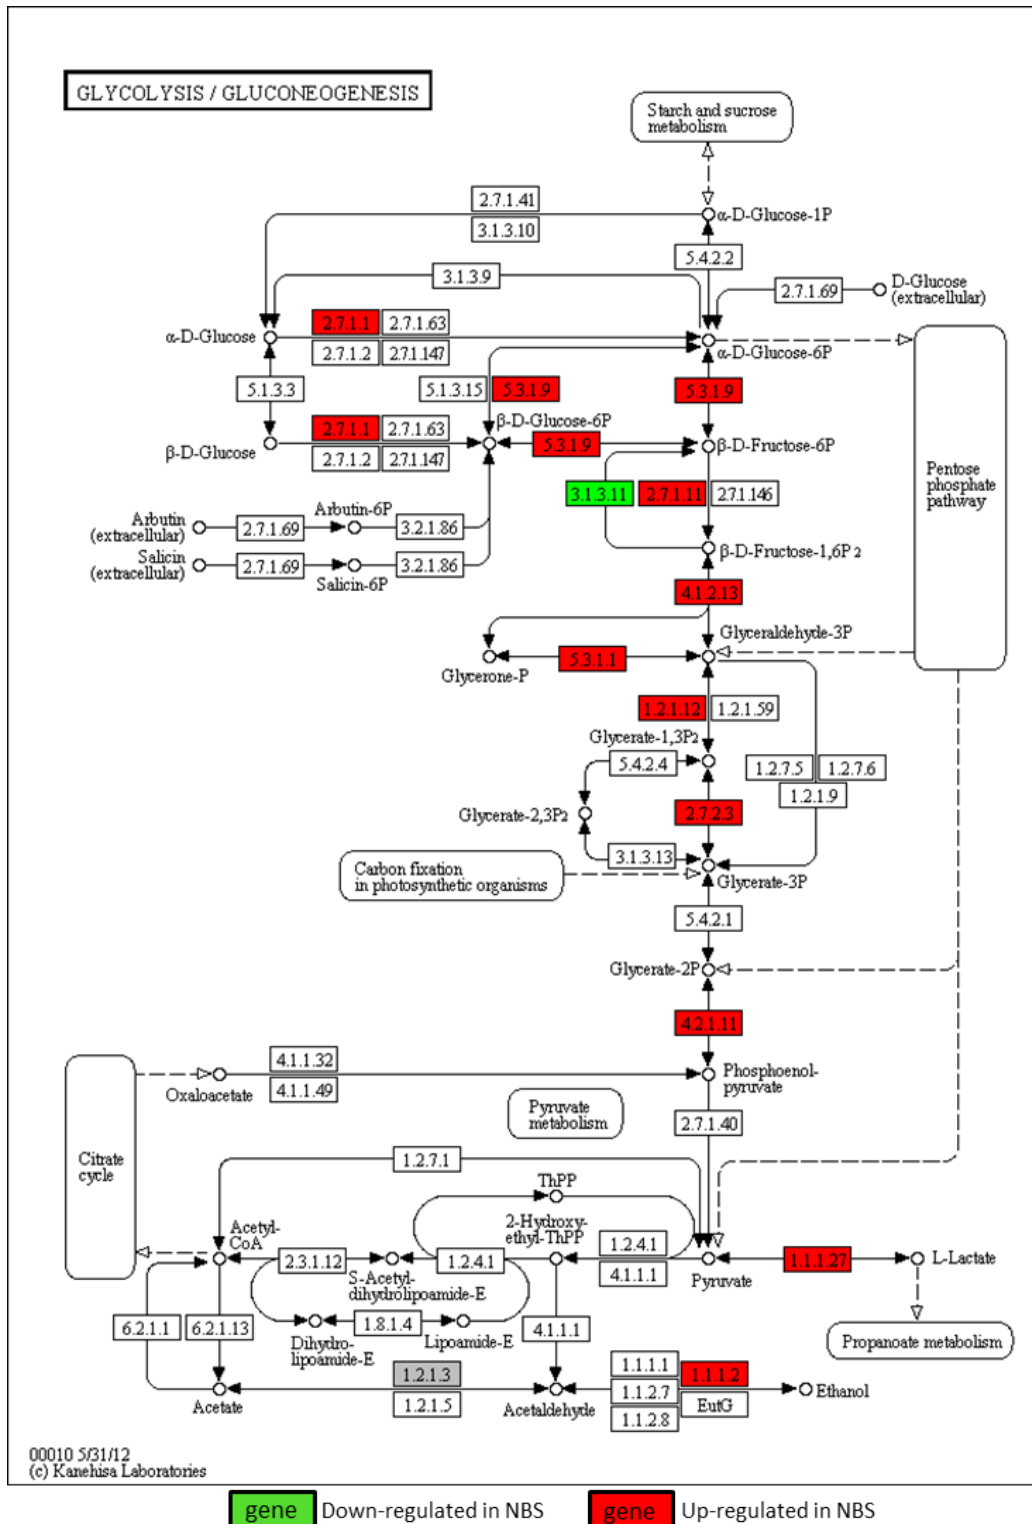 GLYCOLYSIS / GLUCONEOGENESIS
Starch and sucrose
metabolism
2.7.1.41
α-D-Glucose-1P
3.1.3.10
5.4.2.2
3.1.3.9
2.7.1.69
D-Glucose
(extracellular)
2.7.1.1
2.7.1.63
α-D-Glucose
2.7.1.2
2.7.1.147
α-D-Glucose-6P
5.1.3.3
5.1.3.15
5.3.1.9
5.3.1.9
β-D-Glucose-6P
2.7.1.1
2.7.1.63
5.3.1.9
β-D-Fructose-6P
β-D-Glucose
2.7.1.2
2.7.1.147
Pentose
phosphate
pathway
3.1.3.11
2.7.1.11
2.7.1.146
Arbutin-6P
Arbutin
(extracellular)
2.7.1.69
3.2.1.86
Salicin
(extracellular)
2.7.1.69
3.2.1.86
Salicin-6P
β-D-Fructose-1,6P2
4.1.2.13
Glyceraldehyde-3P
5.3.1.1
Glycerone-P
1.2.1.12
1.2.1.59
Glycerate-1,3P2
5.4.2.4
1.2.7.5
1.2.7.6
1.2.1.9
Glycerate-2,3P2
2.7.2.3
3.1.3.13
Carbon fixation
in photosynthetic organisms
Glycerate-3P
5.4.2.1
Glycerate-2P
4.2.1.11
4.1.1.32
Oxaloacetate
4.1.1.49
Phosphoenol-
pyruvate
Pyruvate
metabolism
2.7.1.40
Citrate
cycle
1.2.7.1
ThPP
2-Hydroxy-
ethyl-ThPP
Acetyl-
CoA
1.2.4.1
2.3.1.12
1.2.4.1
4.1.1.1
Pyruvate
1.1.1.27
L-Lactate
S-Acetyl-
dihydrolipoamide-E
6.2.1.1
6.2.1.13
1.8.1.4
4.1.1.1
Dihydro-
lipoamide-E
Lipoamide-E
Propanoate metabolism
1.2.1.3
1.1.1.1
1.1.1.2
Acetate
1.2.1.5
Acetaldehyde
1.1.2.7
EutG
Ethanol
1.1.2.8
00010 5/31/12
(c) Kanehisa Laboratories
gene Down-regulated in NBS gene Up-regulated in NBS